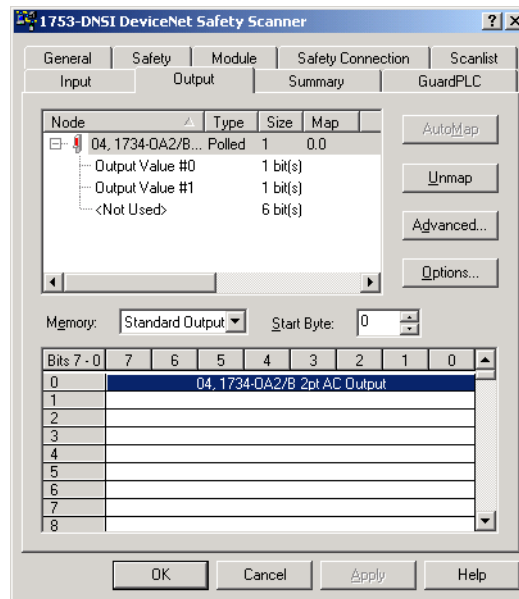 1753-DNSI DeviceNet Safety Scanner
General Safety Module Safety Connection Scanlist
Input Output Summary GuardPLC
Node Type Size Map
04, 1734-OA2/B... Polled 1 0.0
Output Value #0 1 bit(s)
Output Value #1 1 bit(s)
<Not Used> 6 bit(s)
AutoMap
Unmap
Advanced...
Options...
Memory: Standard Output Start Byte: 0
Bits 7 - 0 7 6 5 4 3 2 1 0
0 04, 1734-OA2/B 2pt AC Output
1
2
3
4
5
6
7
8
OK Cancel Apply Help